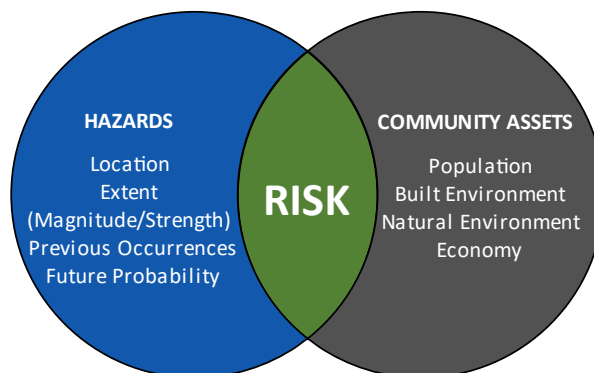 HAZARDS
Location
Extent
(Magnitude/Strength)
Previous Occurrences
Future Probability
RISK
COMMUNITY ASSETS
Population
Built Environment
Natural Environment
Economy